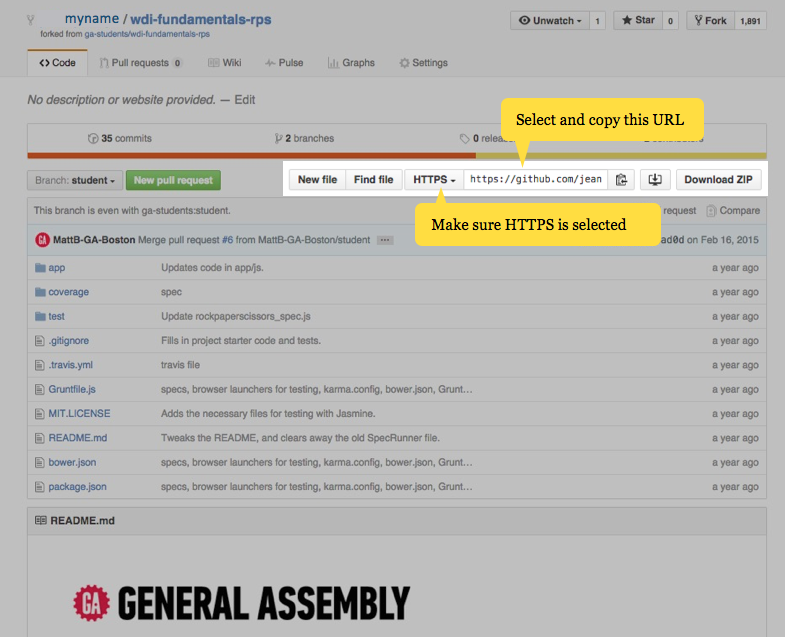 myname / wdi-fundamentals-rps
Unwatch 1 Star 0 Fork 1,891
forked from ga-students/wdi-fundamentals-rps
Code Pull requests 0 Wiki Pulse Graphs Settings
No description or website provided. — Edit
Select and copy this URL
35 commits 2 branches 0
Branch: student New pull request New file Find file HTTPS https://github.com/jean Download ZIP
This branch is even with ga-students:student. request Compare
Make sure HTTPS is selected
MattB-GA-Boston Merge pull request #6 from MattB-GA-Boston/student ... ad0d on Feb 16, 2015
app Updates code in app/js. a year ago
coverage spec a year ago
test Update rockpaperscissors_spec.js a year ago
.gitignore Fills in project starter code and tests. a year ago
.travis.yml travis file a year ago
Gruntfile.js specs, browser launchers for testing, karma.config, bower.json, Grunt... a year ago
MIT.LICENSE Adds the necessary files for testing with Jasmine. a year ago
README.md Tweaks the README, and clears away the old SpecRunner file. a year ago
bower.json specs, browser launchers for testing, karma.config, bower.json, Grunt... a year ago
package.json specs, browser launchers for testing, karma.config, bower.json, Grunt... a year ago
README.md
GA GENERAL ASSEMBLY